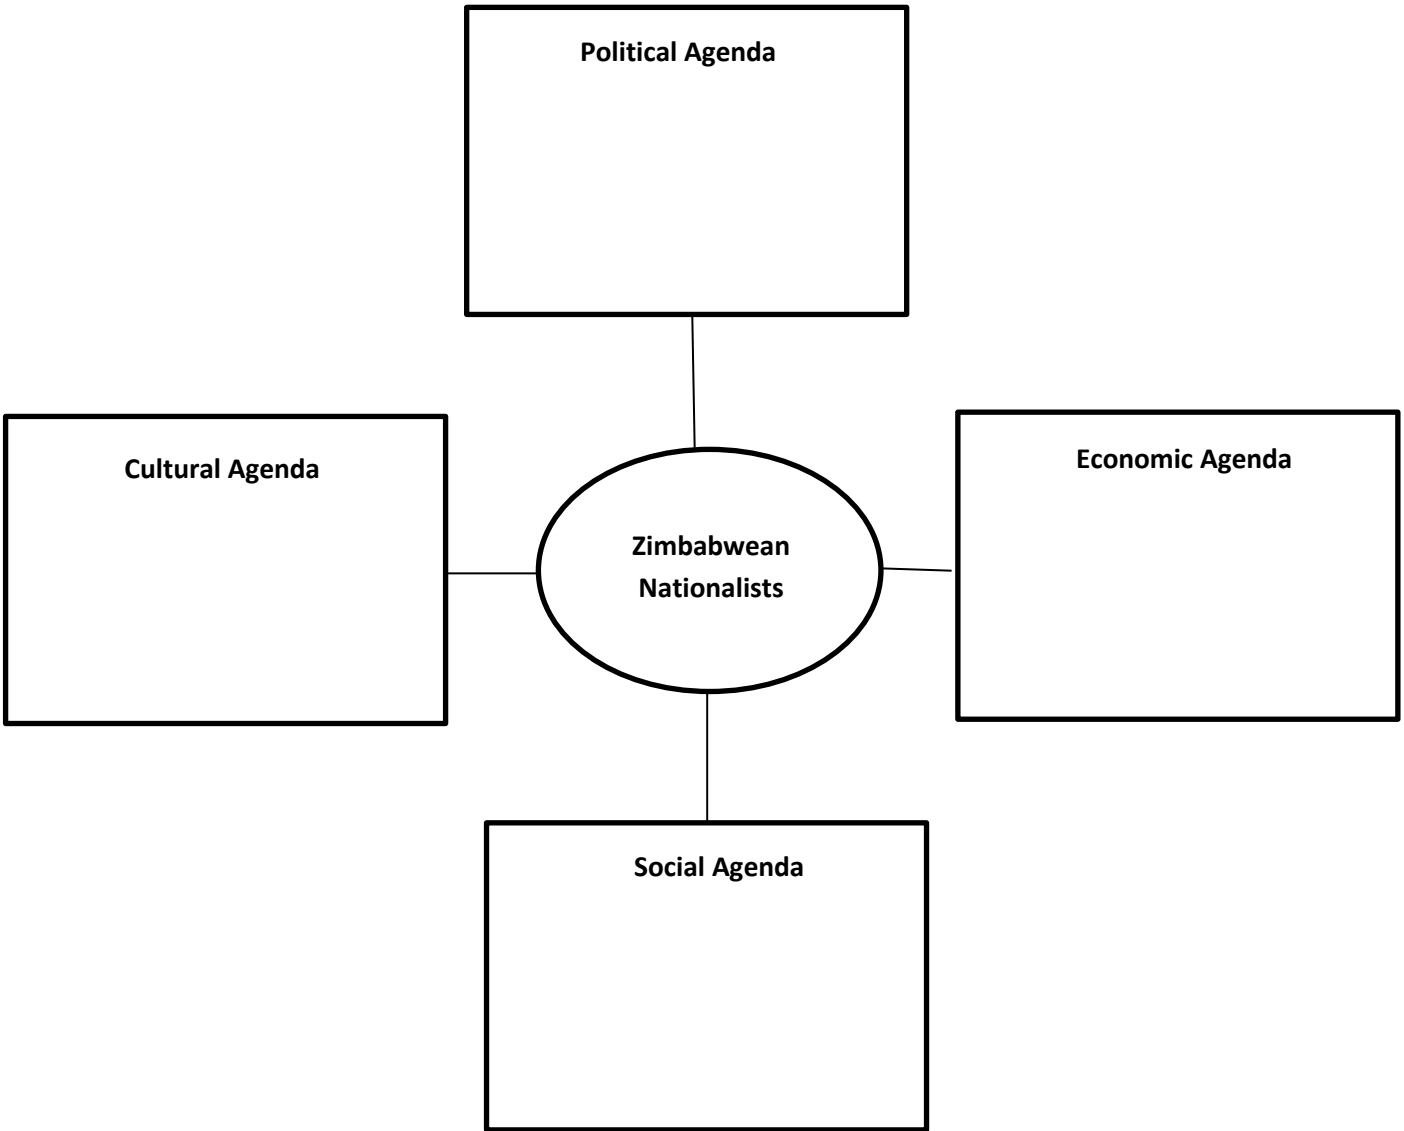 Political Agenda
Cultural Agenda
Economic Agenda
Zimbabwean
Nationalists
Social Agenda